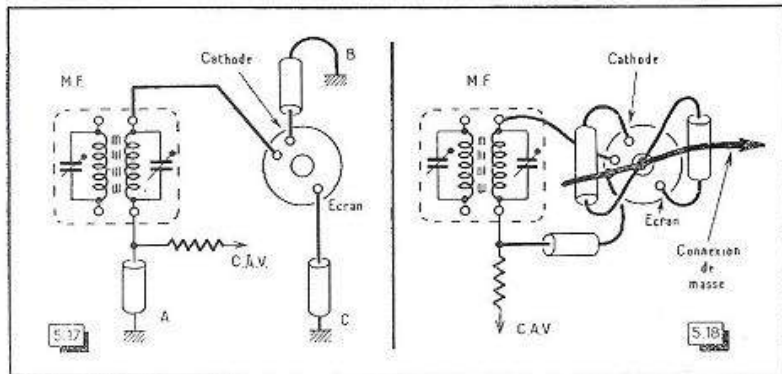 Cathode
B
M.F.
Ecran
C.A.V.
A
C
5.17
Cathode
M.F.
Ecran
Connexion
de
masse
C.A.V
5.18